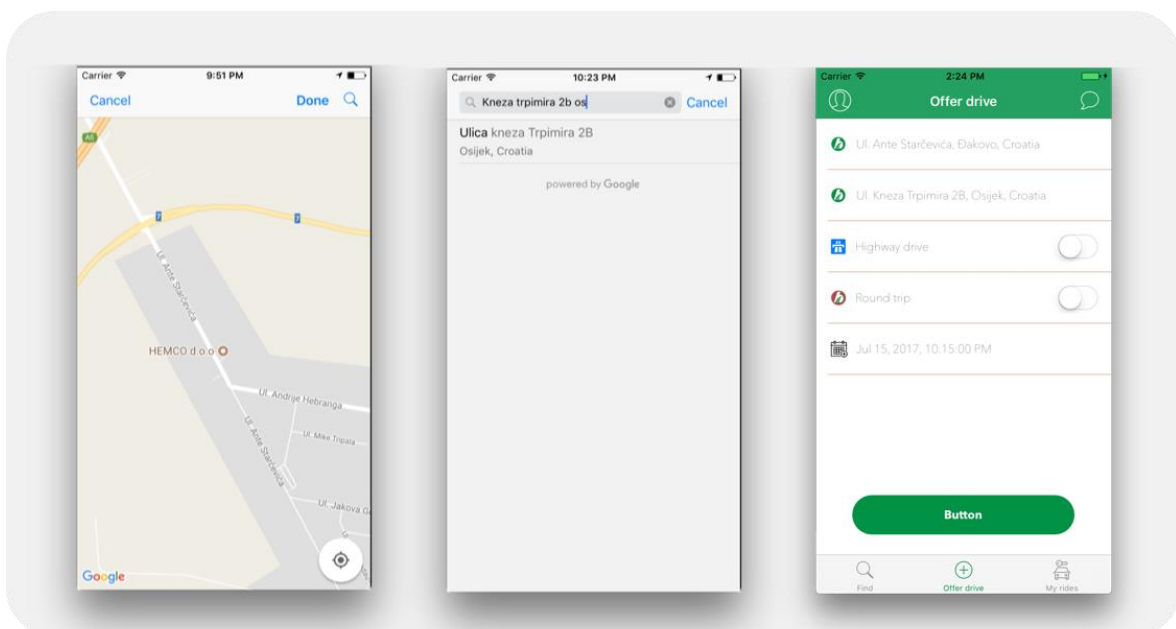 Carrier 9:51 PM
Cancel Done
A5
7
7
Ul. Ante Starčevića
HEMCO d o o
Ul. Andrije Hebranga
Ul. Ante Starčevića
Ul. Mike Tripala
Ul. Jakova G
Google
Carrier 10:23 PM
Kneza trpimira 2b os Cancel
Ulica kneza Trpimira 2B
Osijek, Croatia
powered by Google
Carrier 2:24 PM
Offer drive
Ul. Ante Starčevića, Đakovo, Croatia
Ul. Kneza Trpimira 2B, Osijek, Croatia
Highway drive
Round trip
Jul 15, 2017, 10:15:00 PM
Button
Find Offer drive My rides